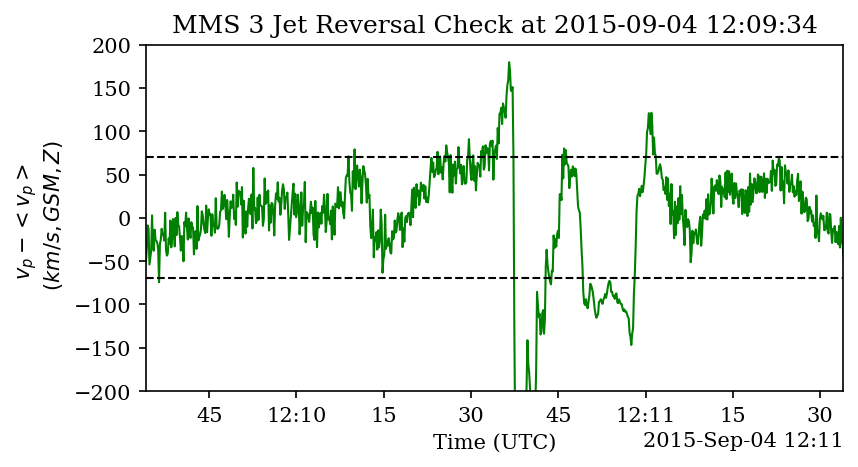 MMS 3 Jet Reversal Check at 2015-09-04 12:09:34
200
150
100
50
0
−50
−100
−150
−200
v_p − < v_p >
(km/s, GSM, Z)
45 12:10 15 30 45 12:11 15 30
Time (UTC)
2015-Sep-04 12:11